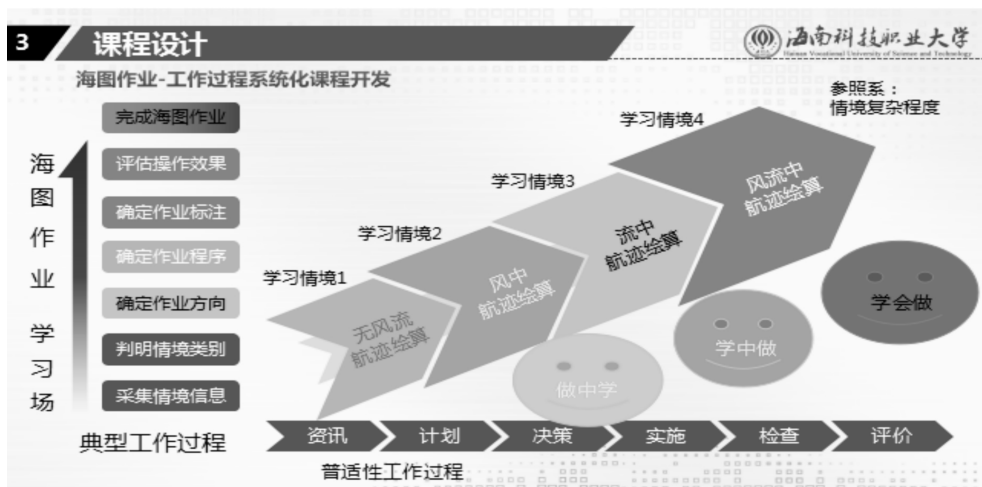 3
课程设计
海南科技职业大学
Hainan Vocational University of Science and Technology
海图作业-工作过程系统化课程开发
参照系：
情境复杂程度
完成海图作业
评估操作效果
确定作业标注
确定作业程序
确定作业方向
判明情境类别
采集情境信息
海图作业 学习场
典型工作过程
学习情境1
无风流
航迹绘算
学习情境2
风中
航迹绘算
学习情境3
流中
航迹绘算
学习情境4
风流中
航迹绘算
做中学
学中做
学会做
资讯
计划
决策
实施
检查
评价
普适性工作过程